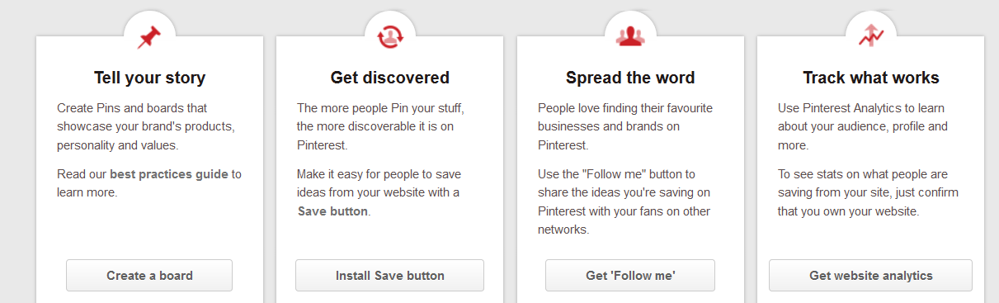 Tell your story
Create Pins and boards that
showcase your brand's products,
personality and values.
Read our best practices guide to
learn more.
Create a board
Get discovered
The more people Pin your stuff,
the more discoverable it is on
Pinterest.
Make it easy for people to save
ideas from your website with a
Save button.
Install Save button
Spread the word
People love finding their favourite
businesses and brands on
Pinterest.
Use the "Follow me" button to
share the ideas you're saving on
Pinterest with your fans on other
networks.
Get 'Follow me'
Track what works
Use Pinterest Analytics to learn
about your audience, profile and
more.
To see stats on what people are
saving from your site, just confirm
that you own your website.
Get website analytics